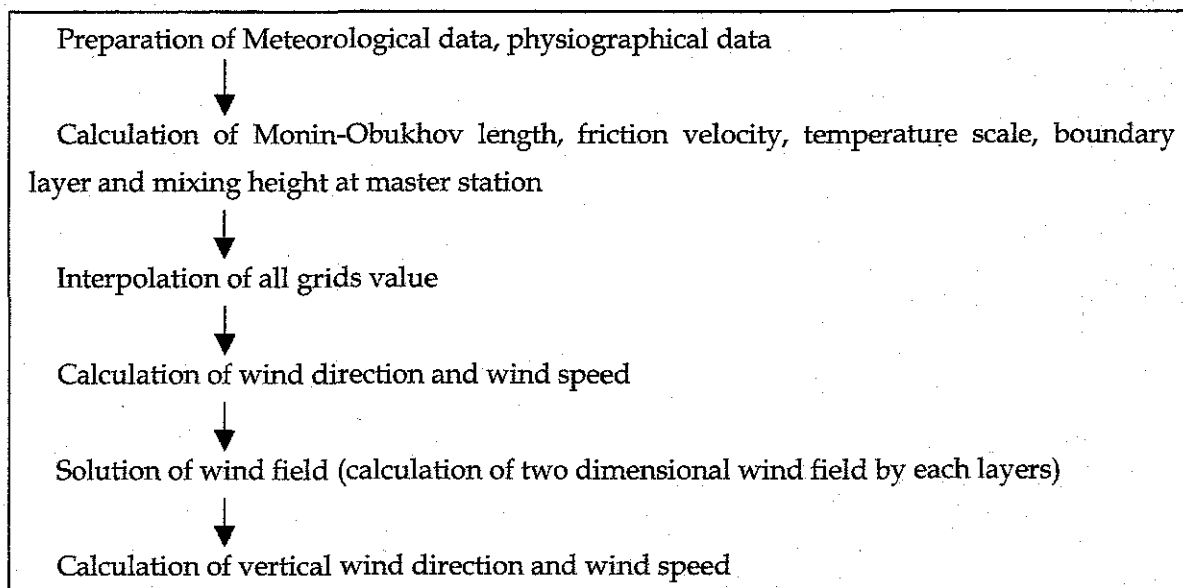 Preparation of Meteorological data, physiographical data
Calculation of Monin-Obukhov length, friction velocity, temperature scale, boundary
layer and mixing height at master station
Interpolation of all grids value
Calculation of wind direction and wind speed
Solution of wind field (calculation of two dimensional wind field by each layers)
Calculation of vertical wind direction and wind speed